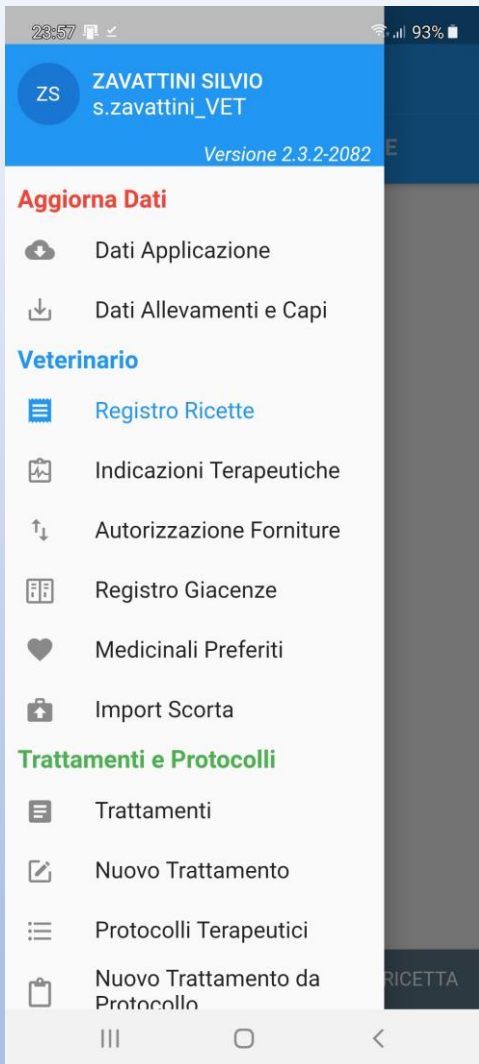 23:57 93%
ZS
ZAVATTINI SILVIO
s.zavattini_VET
Versione 2.3.2-2082
E
Aggiorna Dati
Dati Applicazione
Dati Allevamenti e Capi
Veterinario
Registro Ricette
Indicazioni Terapeutiche
Autorizzazione Forniture
Registro Giacenze
Medicinali Preferiti
Import Scorta
Trattamenti e Protocolli
Trattamenti
Nuovo Trattamento
Protocolli Terapeutici
Nuovo Trattamento da
Protocollo
RICETTA